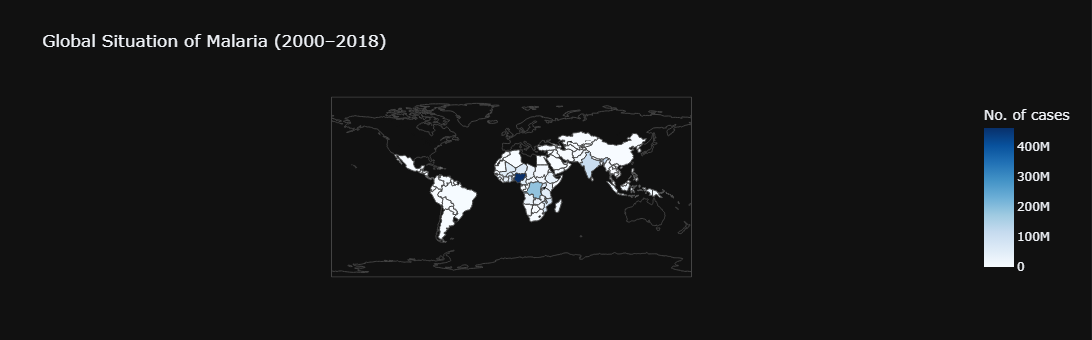 Global Situation of Malaria (2000–2018)
No. of cases
400M
300M
200M
100M
0